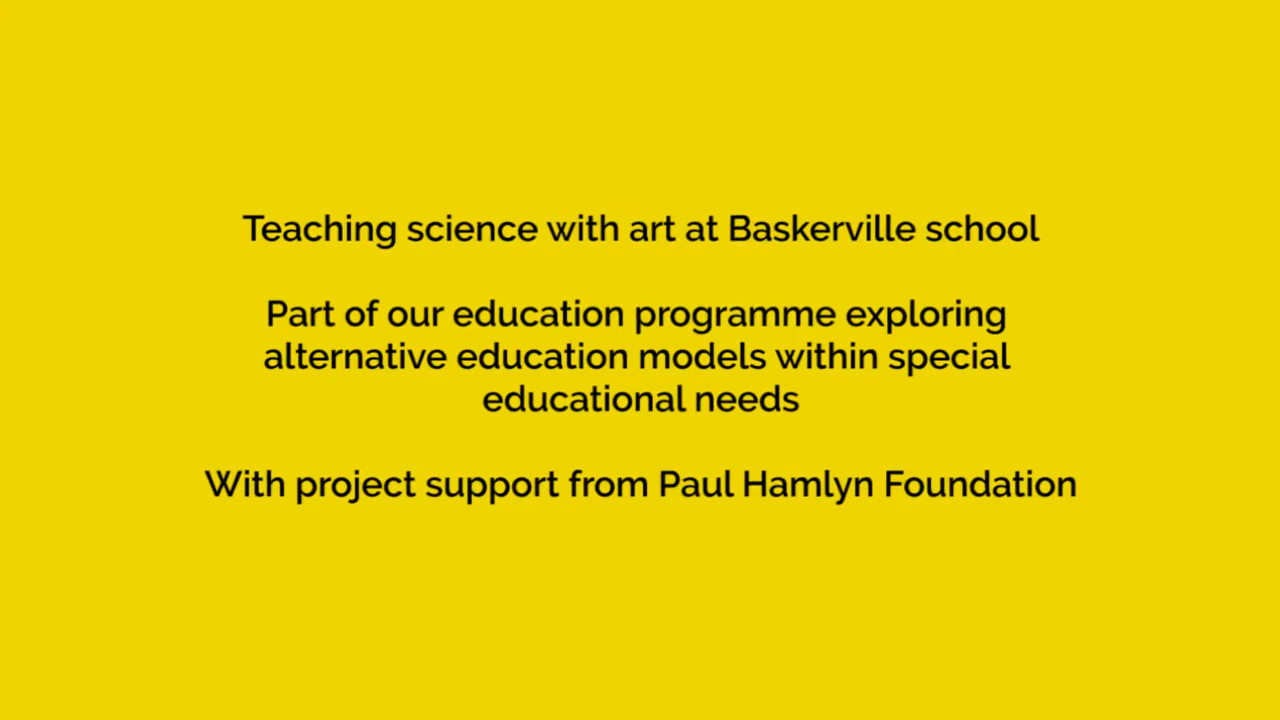 Teaching science with art at Baskerville school
Part of our education programme exploring
alternative education models within special
educational needs
With project support from Paul Hamlyn Foundation